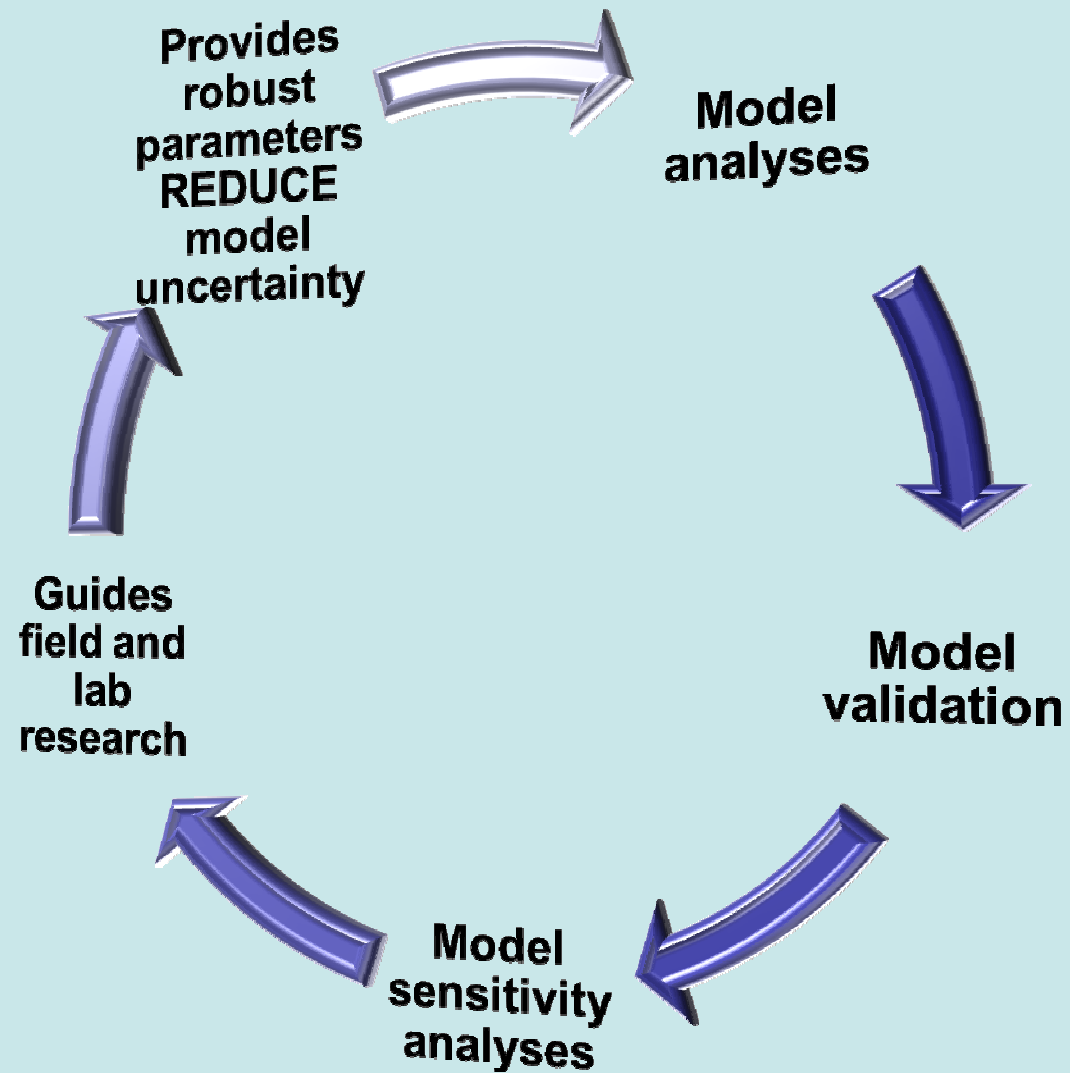 Provides
robust
parameters
REDUCE
model
uncertainty
Model
analyses
Model
validation
Model
sensitivity
analyses
Guides
field and
lab
research